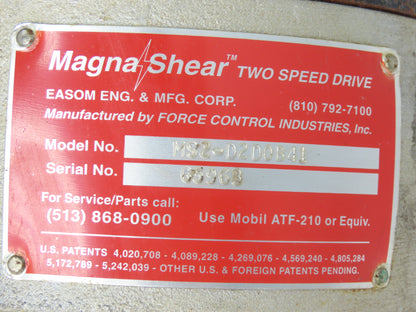 Magna Shear™ TWO SPEED DRIVE
EASOM ENG. & MFG. CORP. (810) 792-7100
Manufactured by FORCE CONTROL INDUSTRIES, Inc.
Model No.
Serial No.
For Service/Parts call:
(513) 868-0900 Use Mobil ATF-210 or Equiv.
U.S. PATENTS 4,020,708 - 4,089,228 - 4,269,076 - 4,569,240 - 4,805,284
5,172,789 - 5,242,039 - OTHER U.S. & FOREIGN PATENTS PENDING.